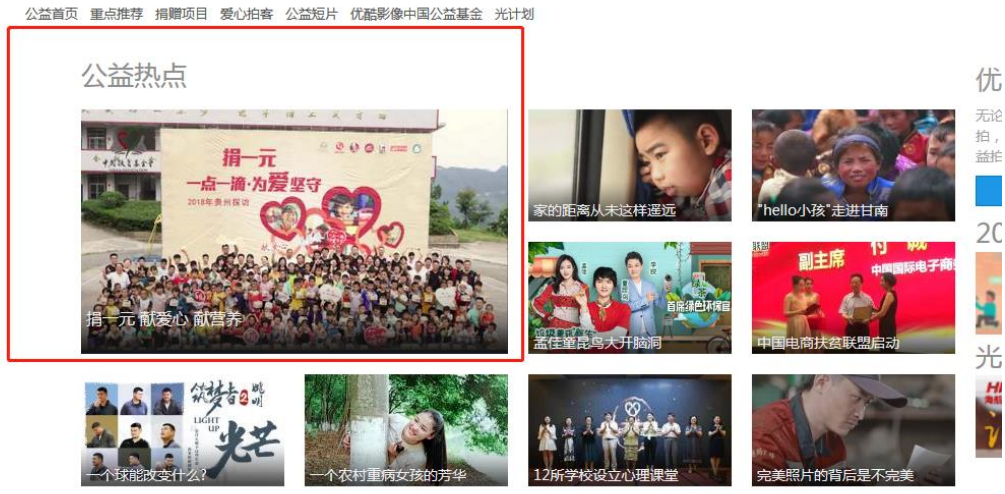 公益首页 重点推荐 捐赠项目 爱心拍客 公益短片 优酷影像中国公益基金 光计划
公益热点
捐一元
一点一滴·为爱坚守
2018年贵州探访
捐一元 献爱心 献营养
家的距离从未这样遥远
"hello小孩"走进甘南
首席绿色环保官
孟佳童昆鸟大开脑洞
副主席
中国国际电子商
中国电商扶贫联盟启动
筑梦者2 姚明
LIGHT UP
光芒
一个球能改变什么?
一个农村重病女孩的芳华
12所学校设立心理课堂
完美照片的背后是不完美
优
无论
拍，
益拍
20
光